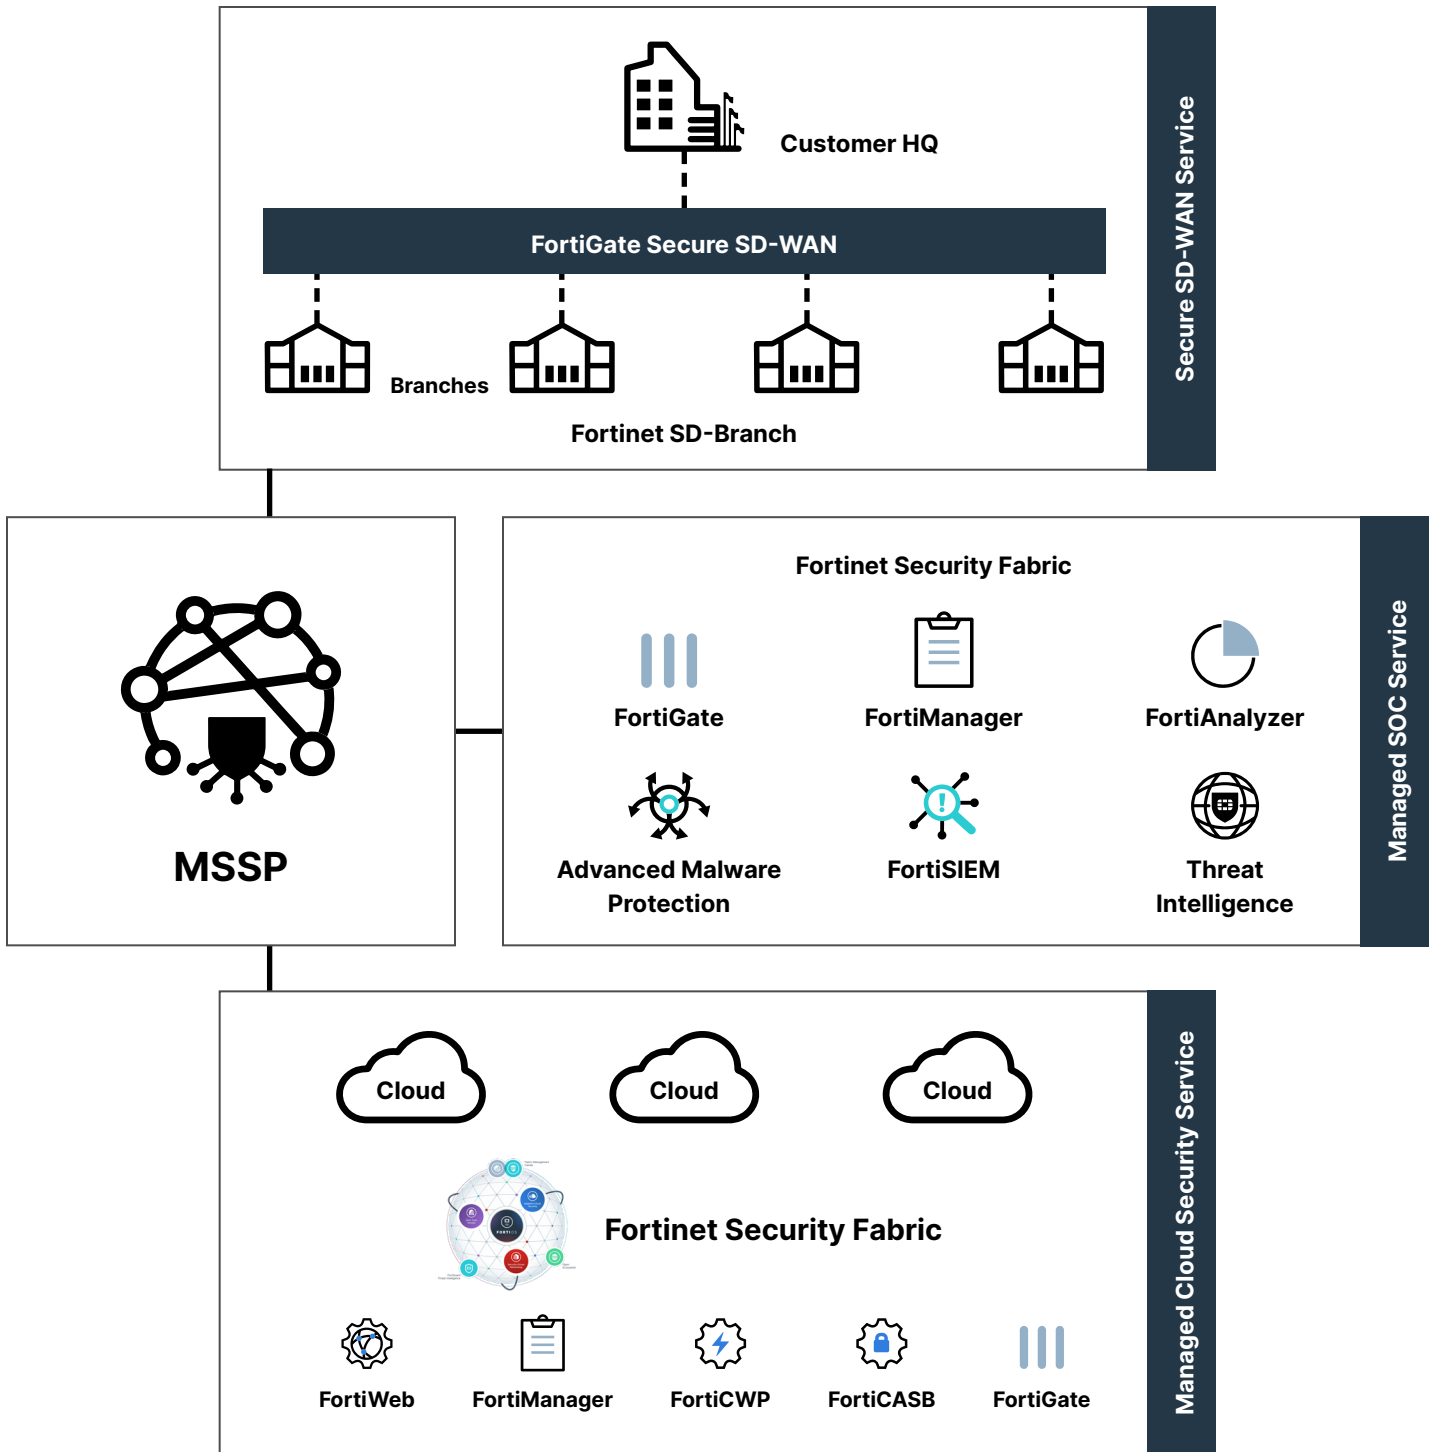 Customer HQ
FortiGate Secure SD-WAN
Branches
Fortinet SD-Branch
Secure SD-WAN Service
MSSP
Fortinet Security Fabric
FortiGate
FortiManager
FortiAnalyzer
Advanced Malware
Protection
FortiSIEM
Threat
Intelligence
Managed SOC Service
Cloud
Cloud
Cloud
FORTIOS
Fortinet Security Fabric
FortiWeb
FortiManager
FortiCWP
FortiCASB
FortiGate
Managed Cloud Security Service